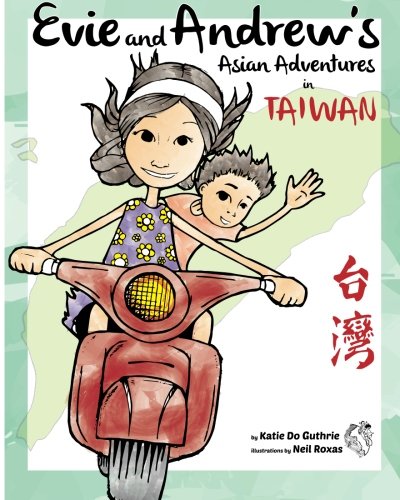 Evie and Andrew's
Asian Adventures
in
TAIWAN
台灣
by Katie Do Guthrie
illustrations by Neil Roxas